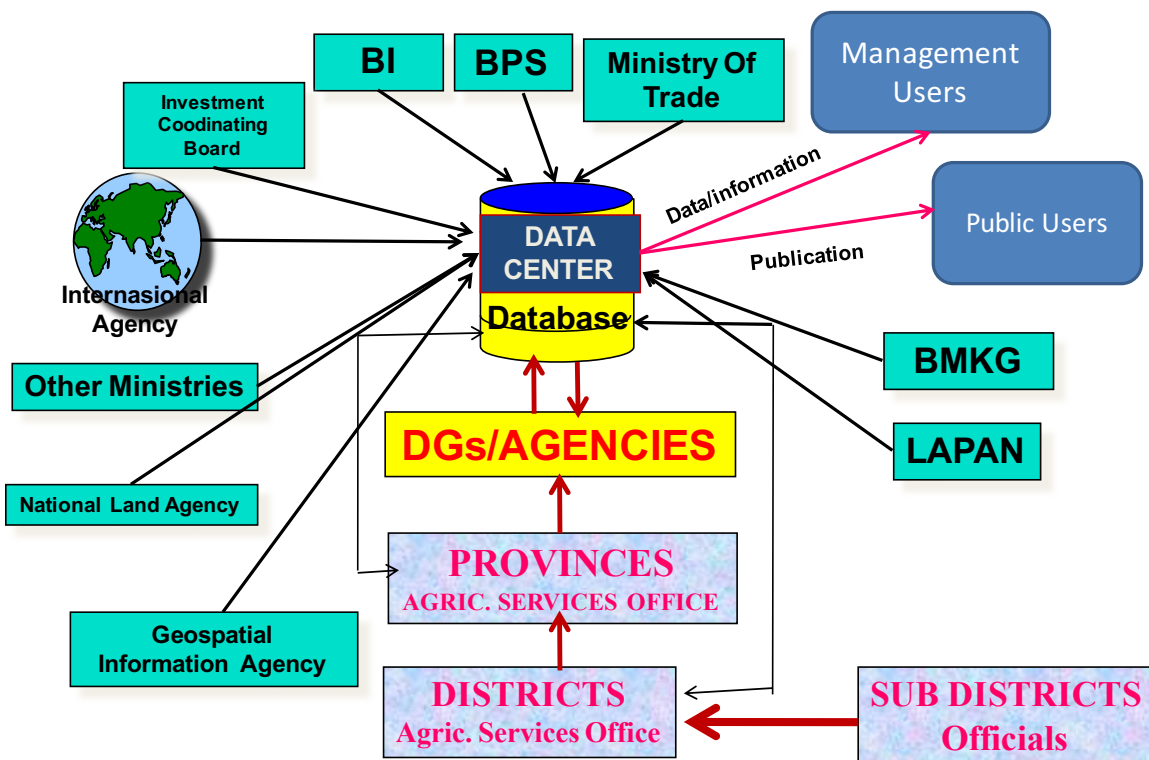 BI
BPS
Ministry Of
Trade
Management
Users
Investment
Coodinating
Board
Data/information
Public Users
DATA
CENTER
Publication
Internasional
Agency
Database
Other Ministries
BMKG
DGs/AGENCIES
LAPAN
National Land Agency
PROVINCES
AGRIC. SERVICES OFFICE
Geospatial
Information Agency
DISTRICTS
Agric. Services Office
SUB DISTRICTS
Officials